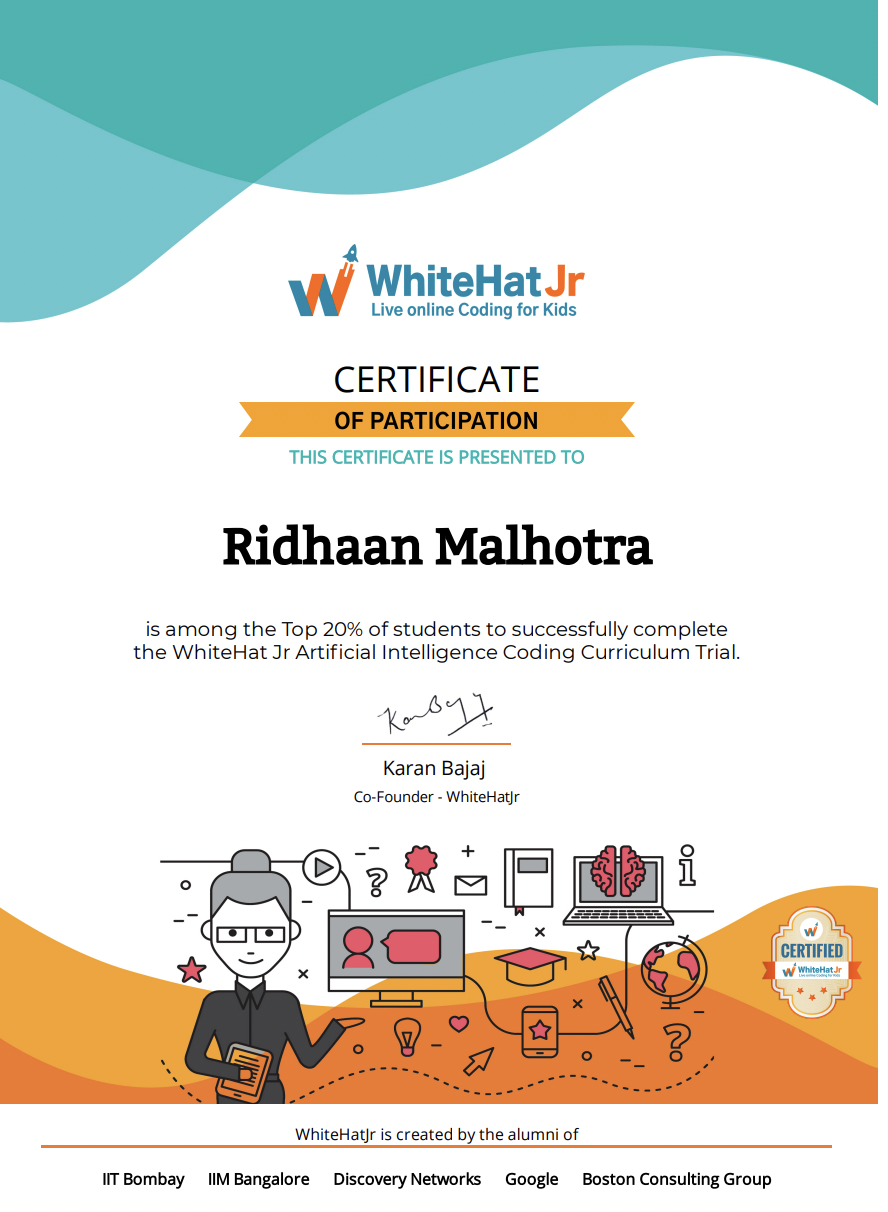 WhiteHat Jr
Live online Coding for Kids
CERTIFICATE
OF PARTICIPATION
THIS CERTIFICATE IS PRESENTED TO
Ridhaan Malhotra
is among the Top 20% of students to successfully complete
the WhiteHat Jr Artificial Intelligence Coding Curriculum Trial.
Karan Bajaj
Co-Founder - WhiteHatJr
CERTIFIED
WhiteHat Jr
Live online Coding for Kids
WhiteHatJr is created by the alumni of
IIT Bombay IIM Bangalore Discovery Networks Google Boston Consulting Group